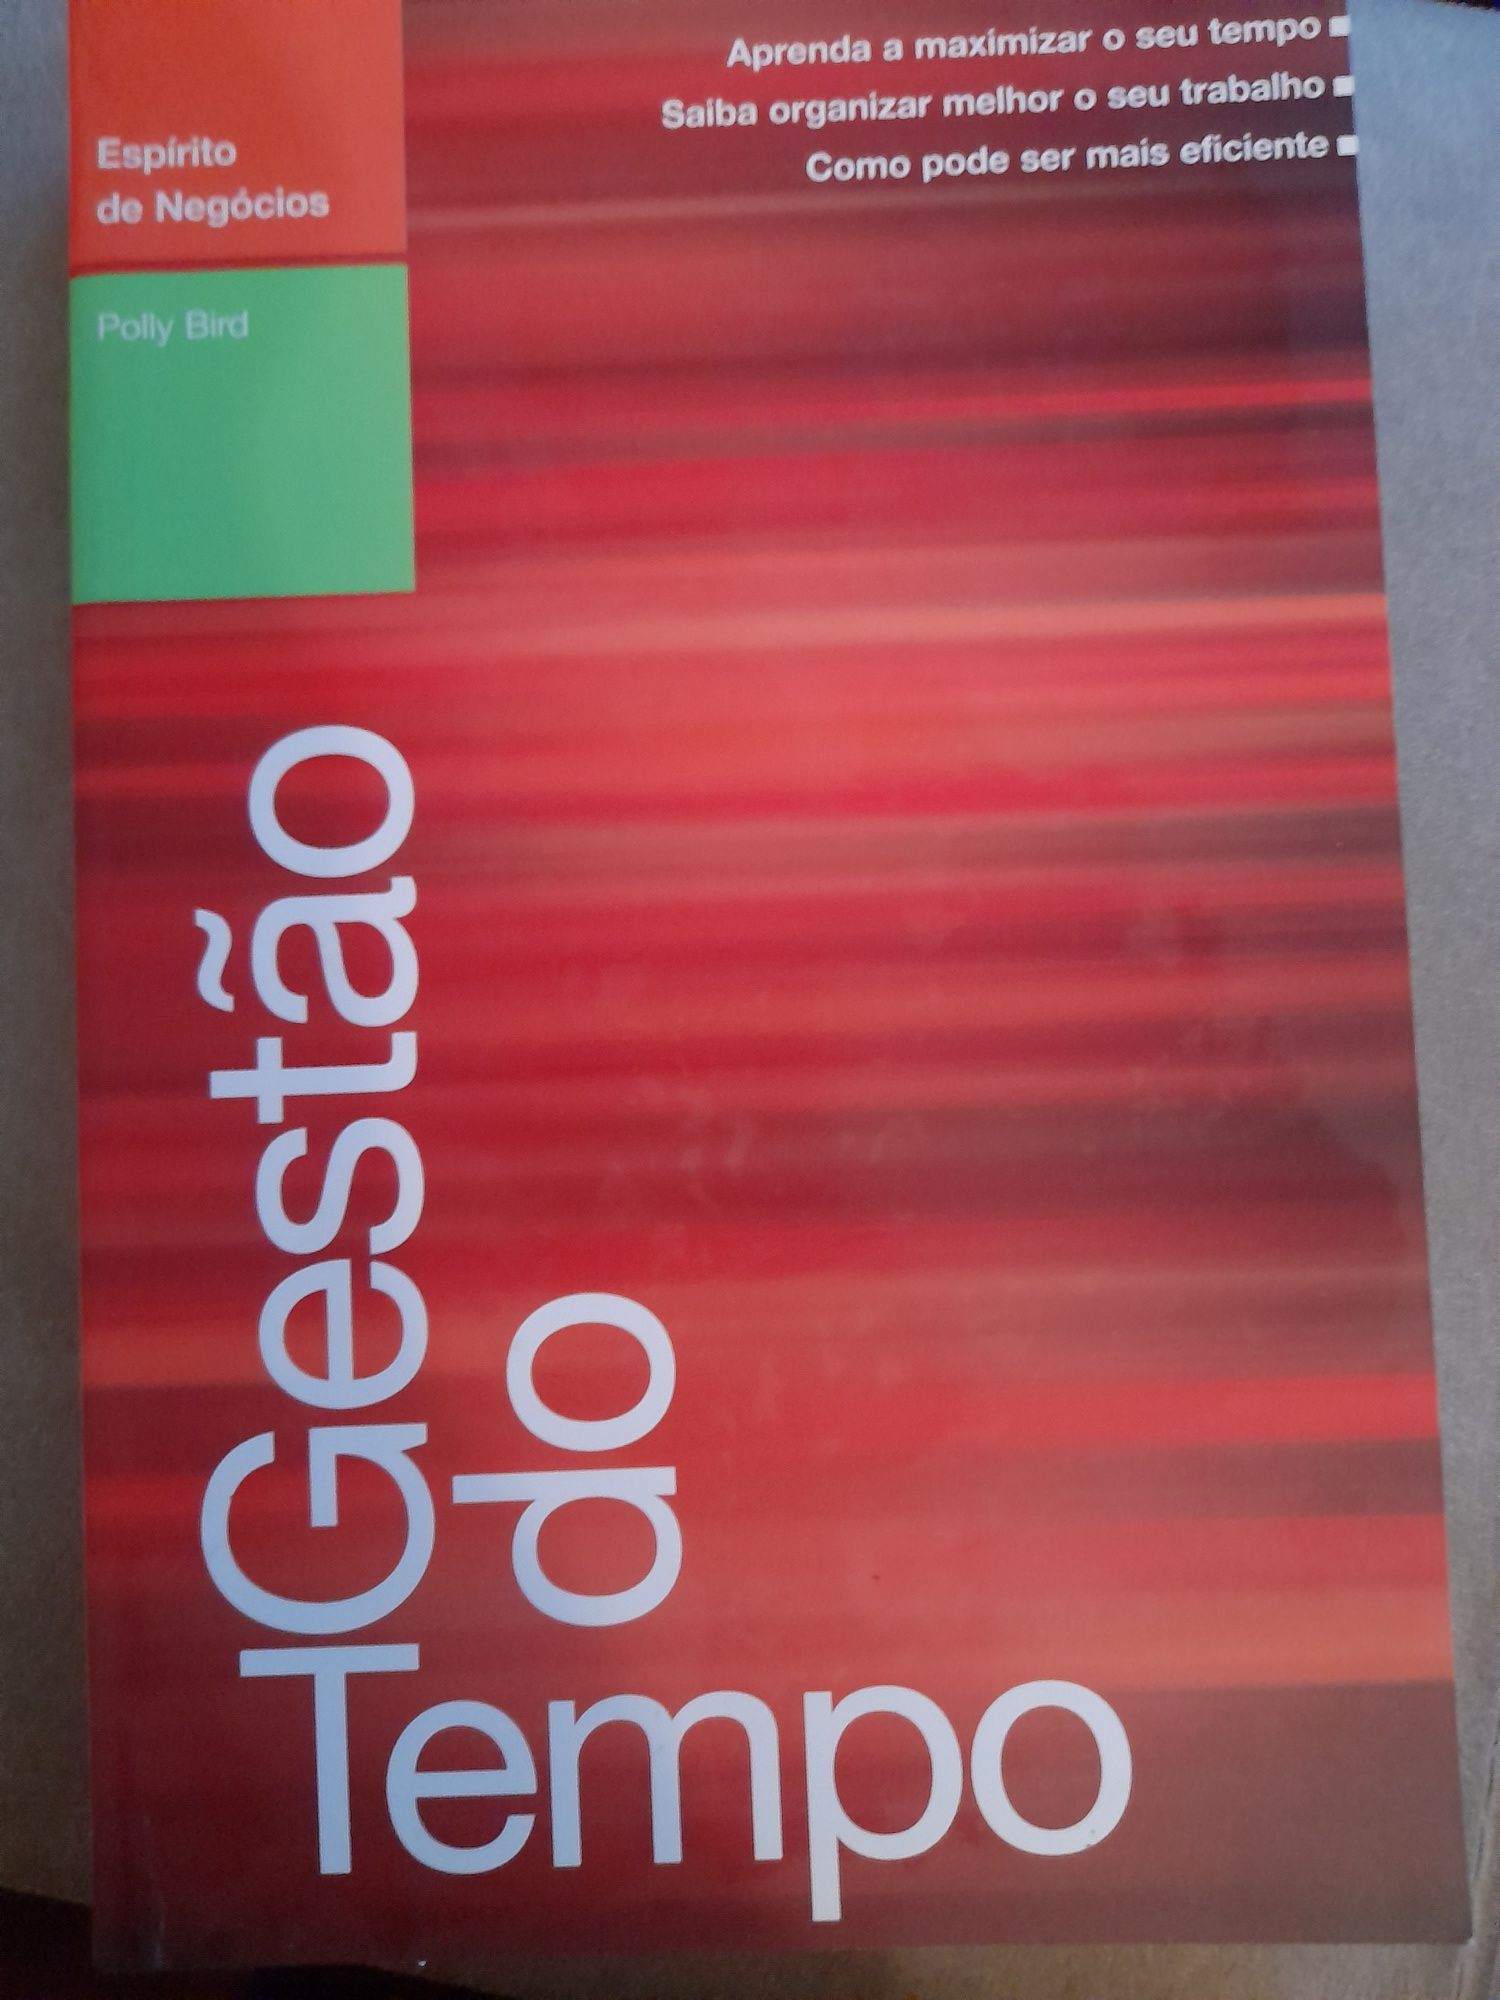 Aprenda a maximizar o seu tempo
Saiba organizar melhor o seu trabalho
Como pode ser mais eficiente
Espírito
de Negócios
Polly Bird
Gestão
do
Tempo